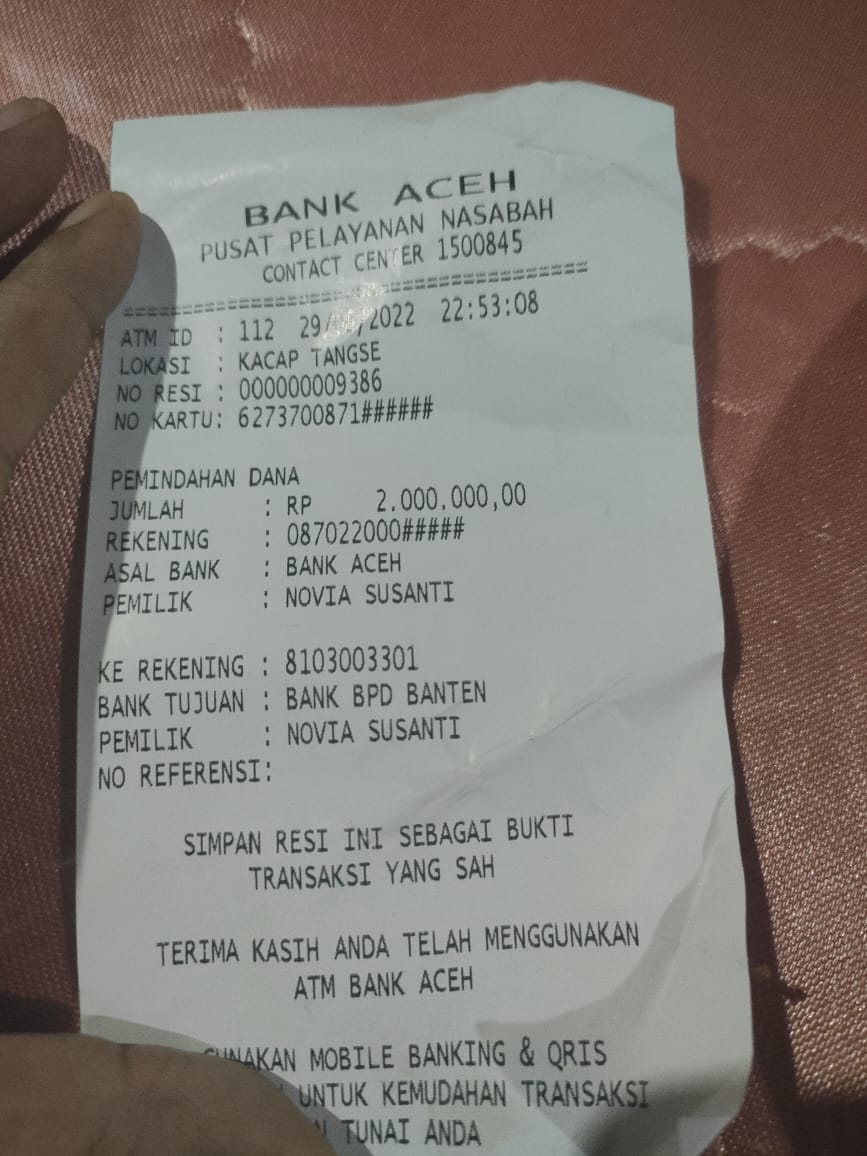 BANK ACEH
PUSAT PELAYANAN NASABAH
CONTACT CENTER 1500845
========================================
ATM ID : 112 22:53:08
LOKASI : KACAP TANGSE
NO RESI : 000000009386
NO KARTU: 6273700871######
PEMINDAHAN DANA
JUMLAH : RP 2.000.000,00
REKENING : 087022000#####
ASAL BANK : BANK ACEH
PEMILIK : NOVIA SUSANTI
KE REKENING : 8103003301
BANK TUJUAN : BANK BPD BANTEN
PEMILIK : NOVIA SUSANTI
NO REFERENSI:
SIMPAN RESI INI SEBAGAI BUKTI
TRANSAKSI YANG SAH
TERIMA KASIH ANDA TELAH MENGGUNAKAN
ATM BANK ACEH
MOBILE BANKING & QRIS
UNTUK KEMUDAHAN TRANSAKSI
TUNAI ANDA